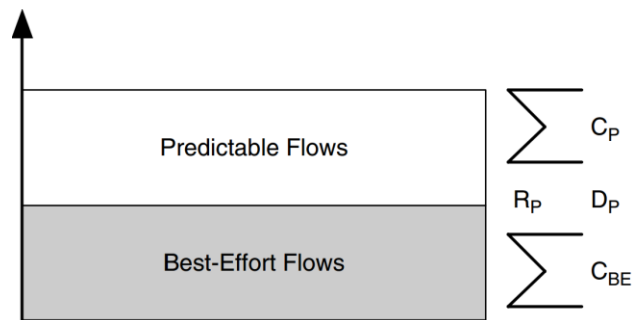 Predictable Flows
∑ C_P
R_P D_P
Best-Effort Flows
∑ C_BE